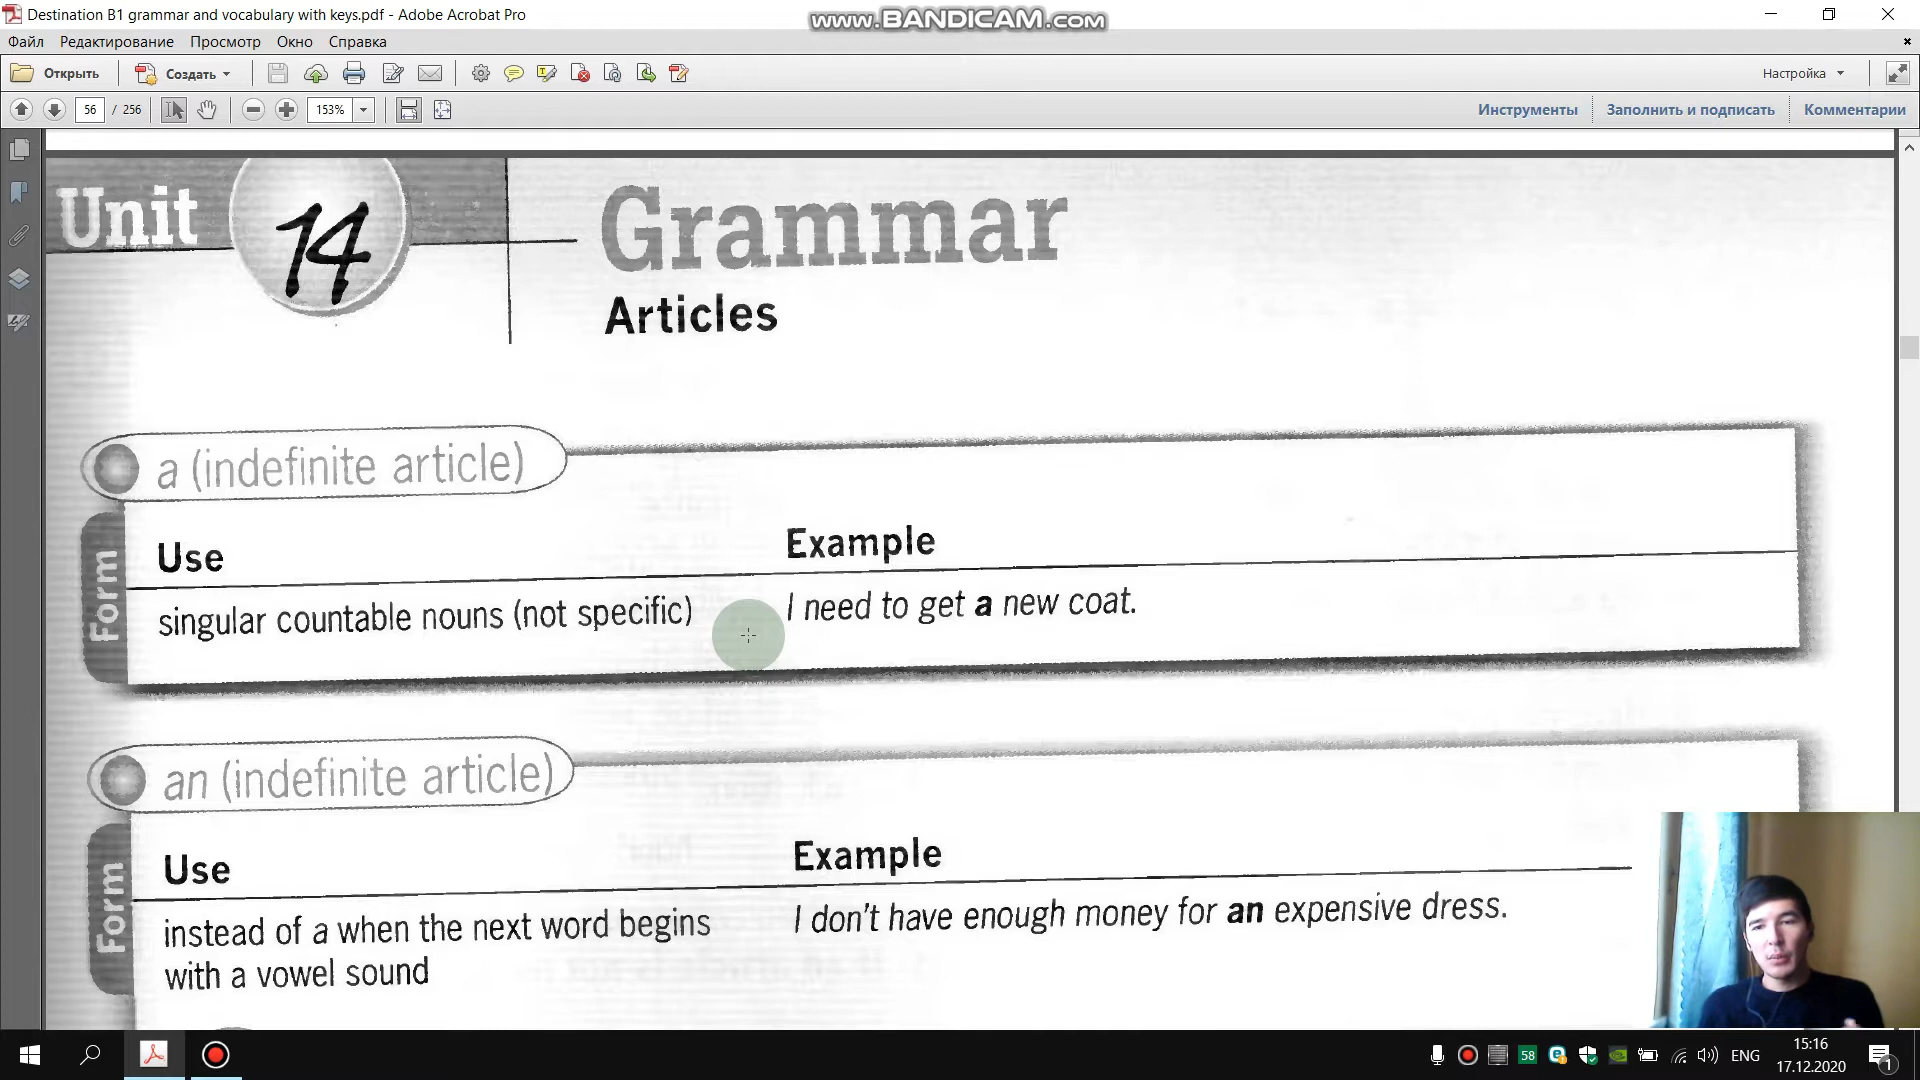 Destination B1 grammar and vocabulary with keys.pdf - Adobe Acrobat Pro
www.BANDICAM.com
Файл Редактирование Просмотр Окно Справка
Открыть Создать Настройка
56 / 256 153% Инструменты Заполнить и подписать Комментарии
Unit 14 Grammar
Articles
a (indefinite article)
Form
Use Example
singular countable nouns (not specific) I need to get a new coat.
an (indefinite article)
Form
Use Example
instead of a when the next word begins I don't have enough money for an expensive dress.
with a vowel sound
58 ENG 15:16
17.12.2020 1